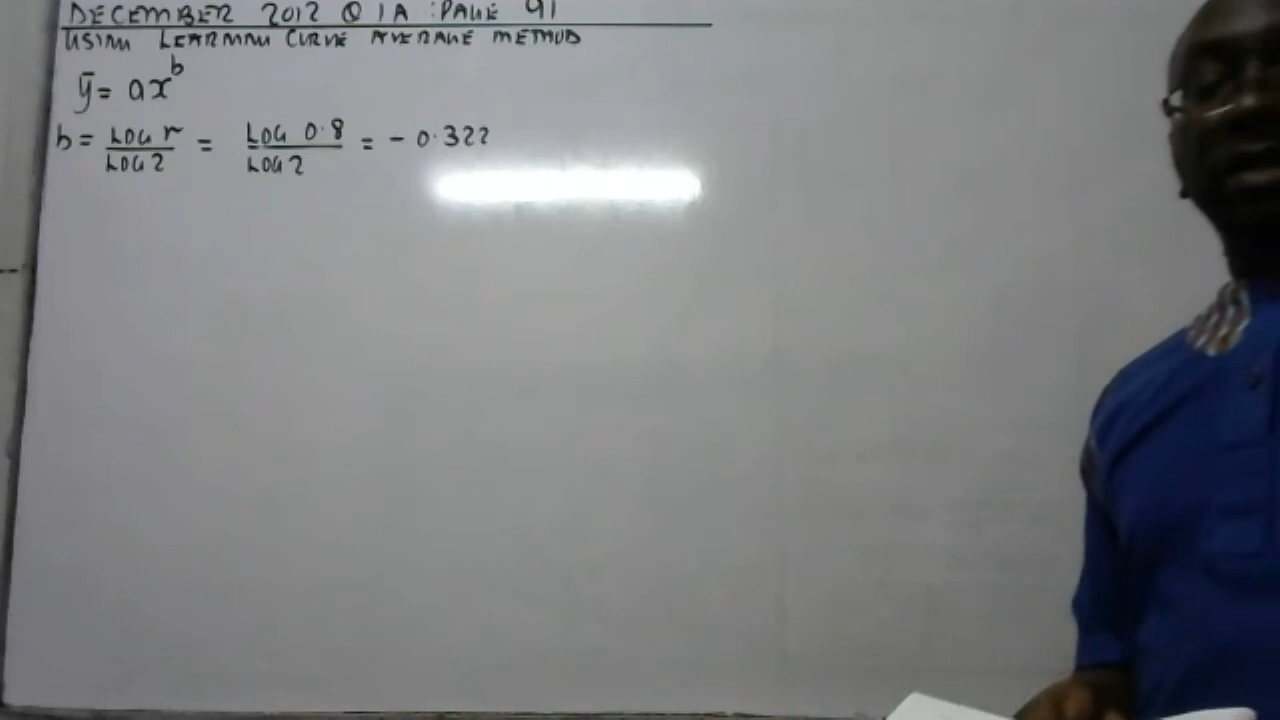 DECEMBER 2012 Q 1A : PAGE 91
USING LEARNING CURVE AVERAGE METHOD
ȳ = ax^b
b = LOG r / LOG 2 = LOG 0.8 / LOG 2 = - 0.322